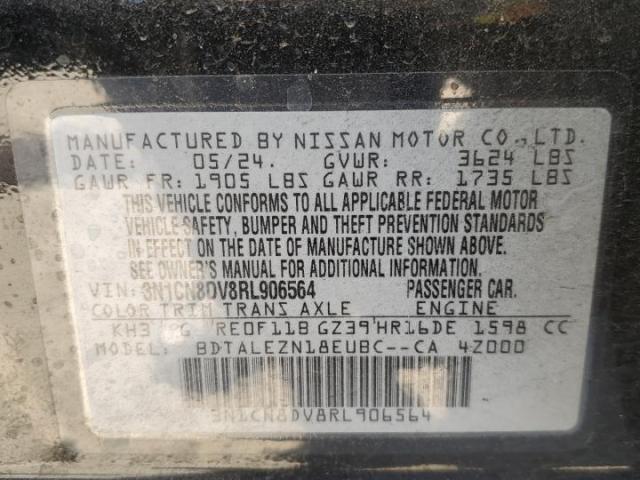 MANUFACTURED BY NISSAN MOTOR CO., LTD.
DATE: 05/24. GVWR: 3624 LBS
GAWR FR: 1905 LBS GAWR RR: 1735 LBS
THIS VEHICLE CONFORMS TO ALL APPLICABLE FEDERAL MOTOR
VEHICLE SAFETY, BUMPER AND THEFT PREVENTION STANDARDS
IN EFFECT ON THE DATE OF MANUFACTURE SHOWN ABOVE.
SEE OWNER'S MANUAL FOR ADDITIONAL INFORMATION.
VIN: 3N1CN8DV8RL906564 PASSENGER CAR.
COLOR TRIM TRANS AXLE ENGINE
KH3 G RE0F11B GZ39 HR16DE 1598 CC
BDTALEZN18EUBC--CA 4Z000
3N1CN8DV8RL906564